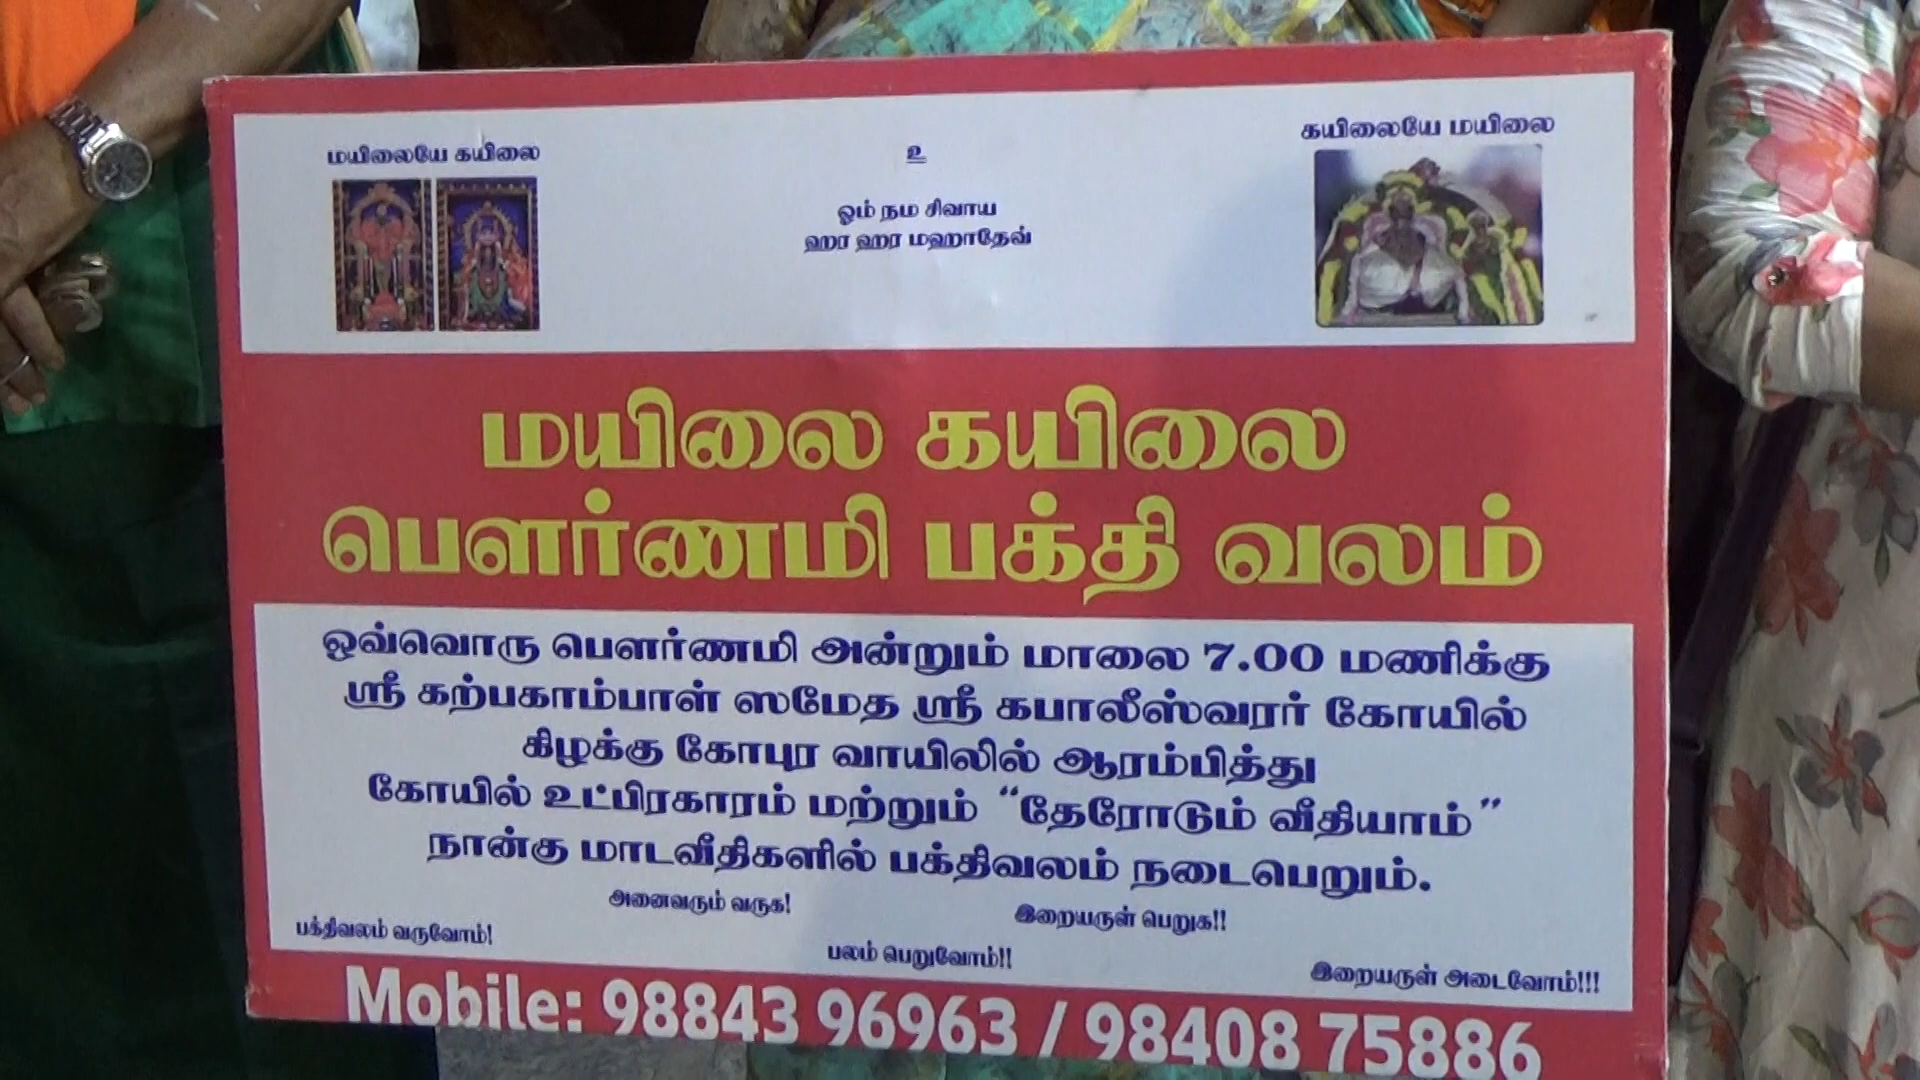 மயிலையே கயிலை
உ
கயிலையே மயிலை
ஓம் நம சிவாய
ஹர ஹர மஹாதேவ்
மயிலை கயிலை
பௌர்ணமி பக்தி வலம்
ஒவ்வொரு பௌர்ணமி அன்றும் மாலை 7.00 மணிக்கு
ஸ்ரீ கற்பகாம்பாள் ஸமேத ஸ்ரீ கபாலீஸ்வரர் கோயில்
கிழக்கு கோபுர வாயிலில் ஆரம்பித்து
கோயில் உட்பிரகாரம் மற்றும் “தேரோடும் வீதியாம்”
நான்கு மாடவீதிகளில் பக்திவலம் நடைபெறும்.
அனைவரும் வருக!
இறையருள் பெறுக!!
பக்திவலம் வருவோம்!
பலம் பெறுவோம்!!
இறையருள் அடைவோம்!!!
Mobile: 98843 96963 / 98408 75886